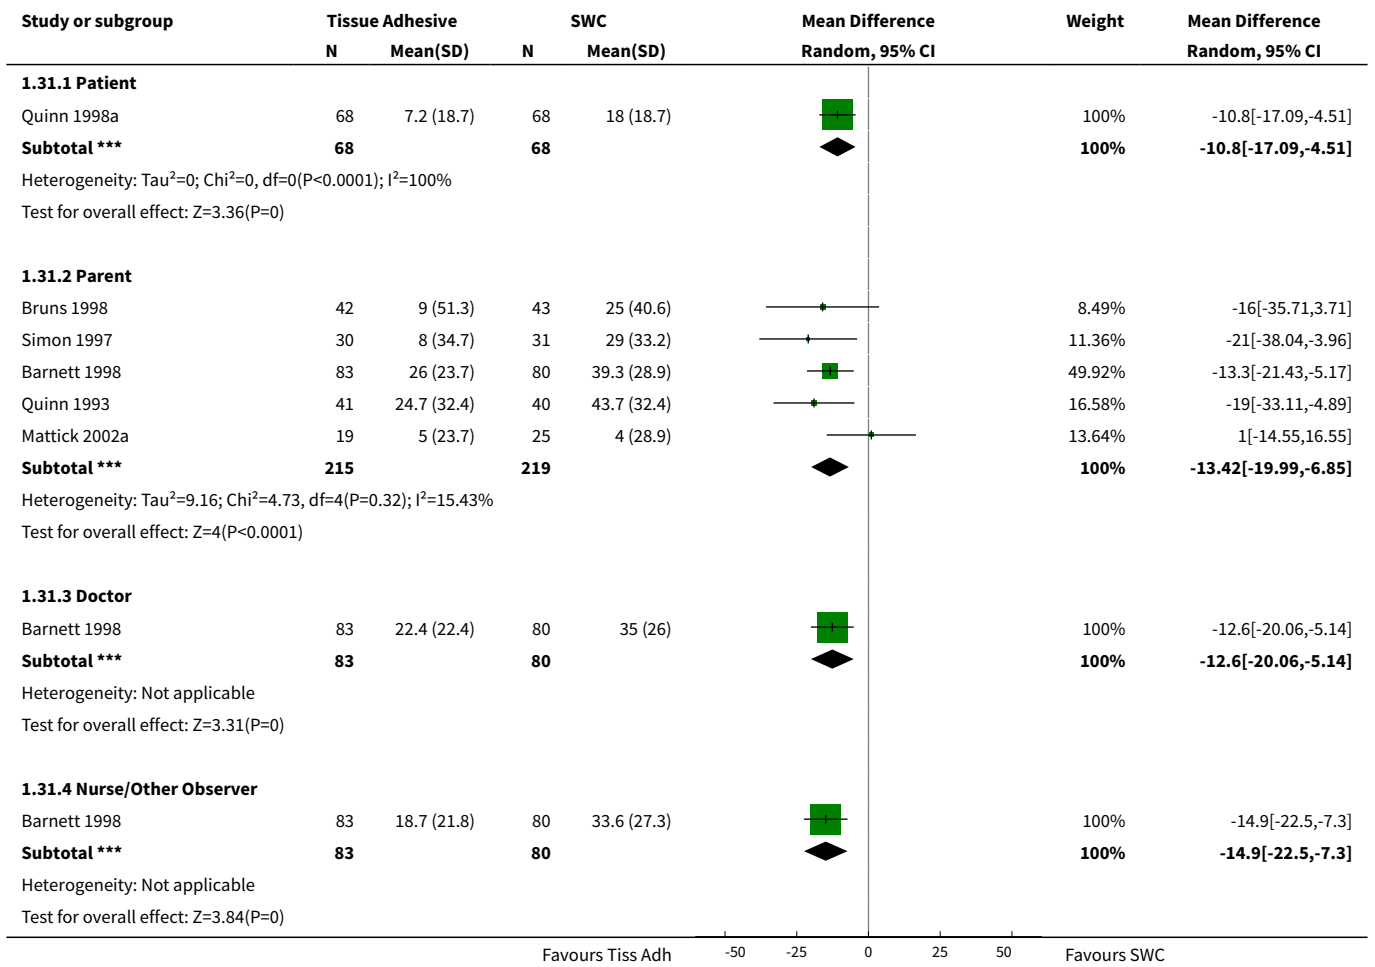 Study or subgroup Tissue Adhesive SWC Mean Difference Weight Mean Difference
N Mean(SD) N Mean(SD) Random, 95% CI Random, 95% CI
1.31.1 Patient
Quinn 1998a 68 7.2 (18.7) 68 18 (18.7) 100% -10.8[-17.09,-4.51]
Subtotal *** 68 68 100% -10.8[-17.09,-4.51]
Heterogeneity: Tau²=0; Chi²=0, df=0(P<0.0001); I²=100%
Test for overall effect: Z=3.36(P=0)
1.31.2 Parent
Bruns 1998 42 9 (51.3) 43 25 (40.6) 8.49% -16[-35.71,3.71]
Simon 1997 30 8 (34.7) 31 29 (33.2) 11.36% -21[-38.04,-3.96]
Barnett 1998 83 26 (23.7) 80 39.3 (28.9) 49.92% -13.3[-21.43,-5.17]
Quinn 1993 41 24.7 (32.4) 40 43.7 (32.4) 16.58% -19[-33.11,-4.89]
Mattick 2002a 19 5 (23.7) 25 4 (28.9) 13.64% 1[-14.55,16.55]
Subtotal *** 215 219 100% -13.42[-19.99,-6.85]
Heterogeneity: Tau²=9.16; Chi²=4.73, df=4(P=0.32); I²=15.43%
Test for overall effect: Z=4(P<0.0001)
1.31.3 Doctor
Barnett 1998 83 22.4 (22.4) 80 35 (26) 100% -12.6[-20.06,-5.14]
Subtotal *** 83 80 100% -12.6[-20.06,-5.14]
Heterogeneity: Not applicable
Test for overall effect: Z=3.31(P=0)
1.31.4 Nurse/Other Observer
Barnett 1998 83 18.7 (21.8) 80 33.6 (27.3) 100% -14.9[-22.5,-7.3]
Subtotal *** 83 80 100% -14.9[-22.5,-7.3]
Heterogeneity: Not applicable
Test for overall effect: Z=3.84(P=0)
Favours Tiss Adh -50 -25 0 25 50 Favours SWC